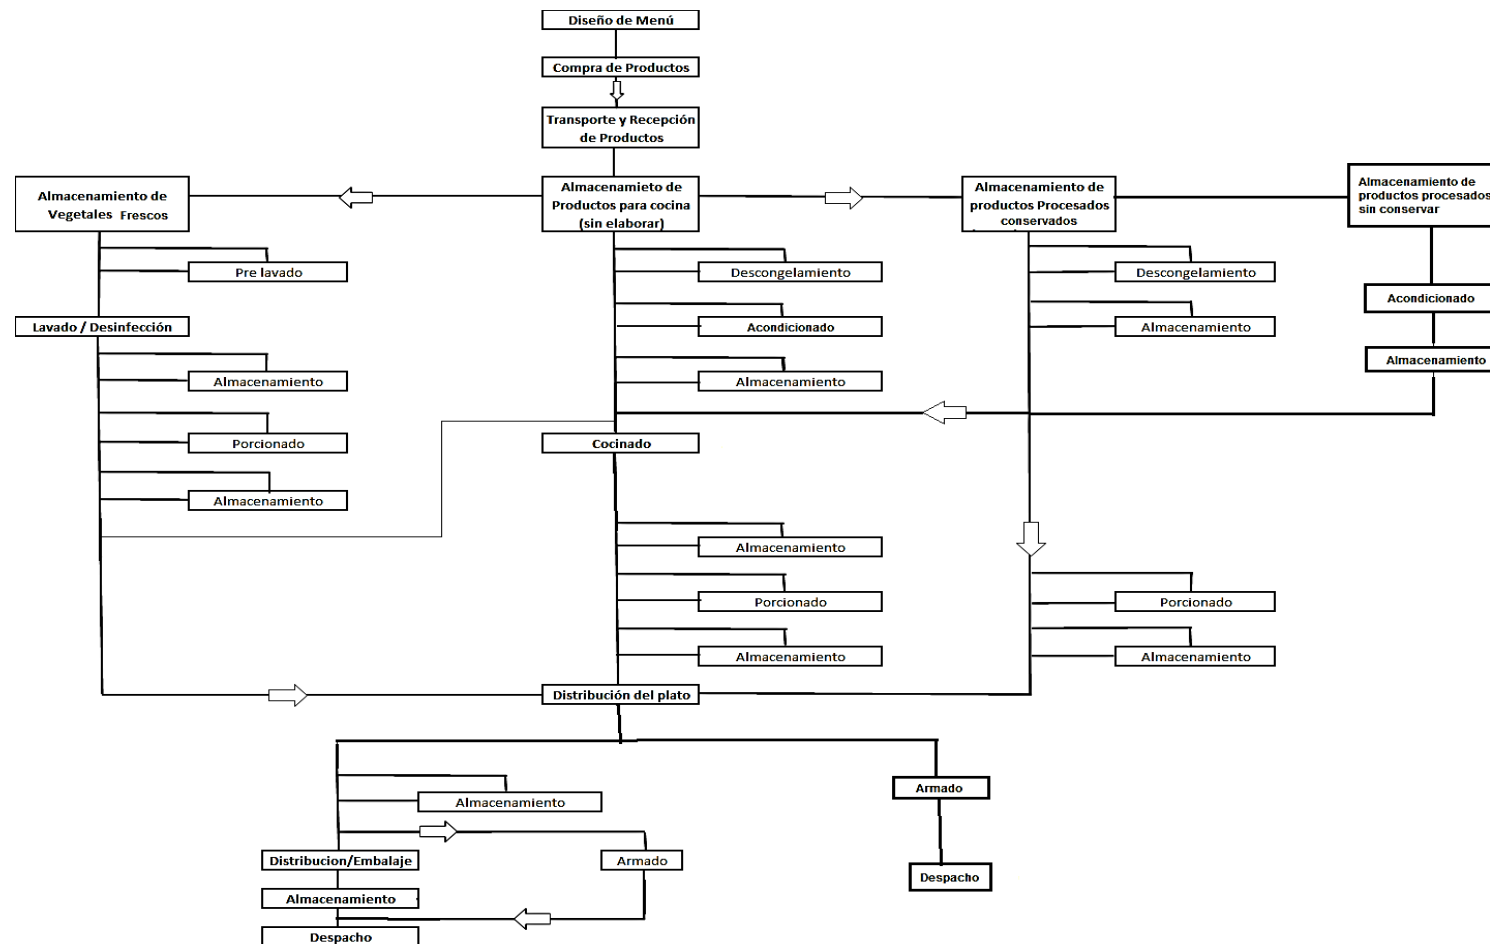 Diseño de Menú
Compra de Productos
Transporte y Recepción
de Productos
Almacenamiento de
Vegetales Frescos
Almacenamieto de
Productos para cocina
(sin elaborar)
Almacenamiento de
productos Procesados
conservados
Almacenamiento de
productos procesados
sin conservar
Pre lavado
Descongelamiento
Descongelamiento
Acondicionado
Lavado / Desinfección
Acondicionado
Almacenamiento
Almacenamiento
Almacenamiento
Almacenamiento
Porcionado
Cocinado
Almacenamiento
Almacenamiento
Porcionado
Porcionado
Almacenamiento
Almacenamiento
Distribución del plato
Armado
Almacenamiento
Distribucion/Embalaje
Armado
Despacho
Almacenamiento
Despacho